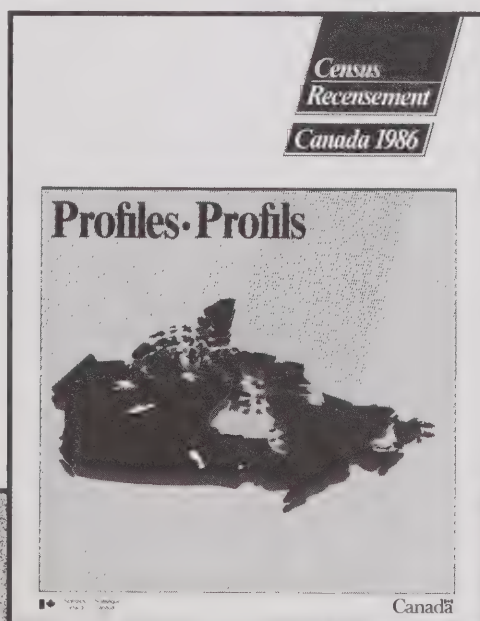 Census
Recensement
Canada 1986
Profiles • Profils
Canada